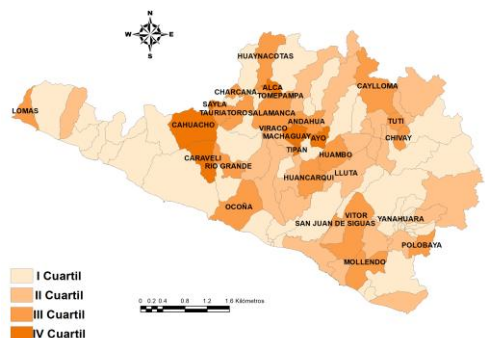 N
W E
S
HUAYNACOTAS
CHARCANA
ALCA
TOMEPAMPA
CAYLLOMA
LOMAS
SAYLA
TAURIA TORO SALAMANCA
CAHUACHO
ANDAHUA
VIRACO
AYO
MACHAGUAY
TUTI
CHIVAY
TIPAN
HUAMBO
CARAVELI
RIO GRANDE
LLUTA
HUANCARQUI
OCOÑA
VITOR
YANAHUARA
SAN JUAN DE SIGUAS
POLOBAYA
MOLLENDO
I Cuartil
II Cuartil
III Cuartil
IV Cuartil
0 0.2 0.4 0.8 1.2 1.6 Kilómetros